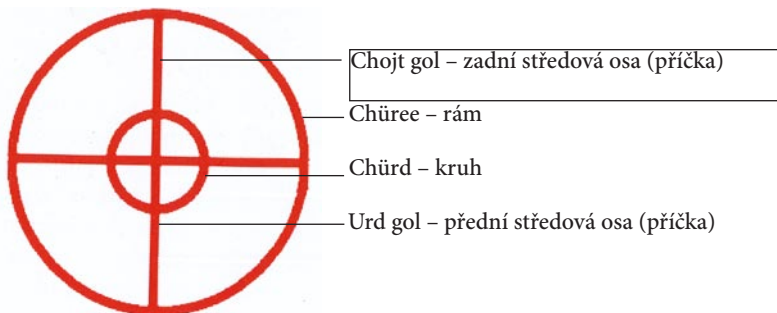 Chojt gol – zadní středová osa (příčka)
Chüree – rám
Chürd – kruh
Urd gol – přední středová osa (příčka)